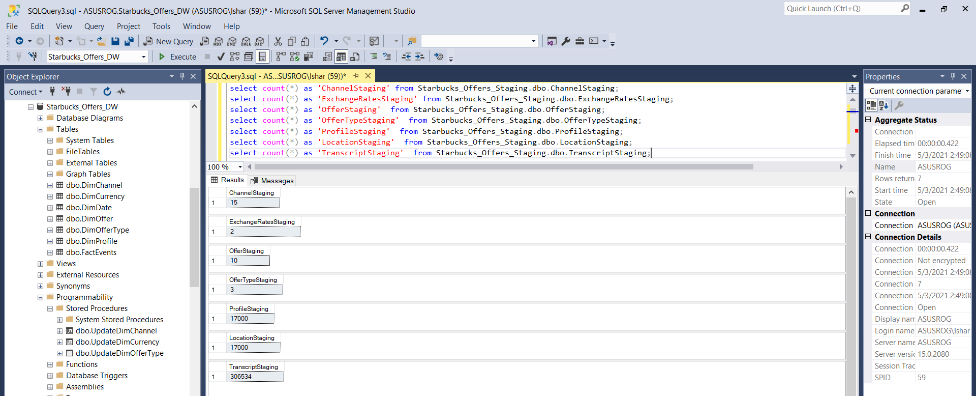 SQLQuery3.sql - ASUSROG.Starbucks_Offers_DW (ASUSROG\Ishar (59))* - Microsoft SQL Server Management Studio
Quick Launch (Ctrl+Q)
File Edit View Query Project Tools Window Help
New Query
Starbucks_Offers_DW
Execute
Object Explorer
Connect
Starbucks_Offers_DW
Database Diagrams
Tables
System Tables
FileTables
External Tables
Graph Tables
dbo.DimChannel
dbo.DimCurrency
dbo.DimDate
dbo.DimOffer
dbo.DimOfferType
dbo.DimProfile
dbo.FactEvents
Views
External Resources
Synonyms
Programmability
Stored Procedures
System Stored Procedures
dbo.UpdateDimChannel
dbo.UpdateDimCurrency
dbo.UpdateDimOfferType
Functions
Database Triggers
Assemblies
SQLQuery3.sql - AS...SUSROG\Ishar (59))*
select count(*) as 'ChannelStaging' from Starbucks_Offers_Staging.dbo.ChannelStaging;
select count(*) as 'ExchangeRatesStaging' from Starbucks_Offers_Staging.dbo.ExchangeRatesStaging;
select count(*) as 'OfferStaging' from Starbucks_Offers_Staging.dbo.OfferStaging;
select count(*) as 'OfferTypeStaging' from Starbucks_Offers_Staging.dbo.OfferTypeStaging;
select count(*) as 'ProfileStaging' from Starbucks_Offers_Staging.dbo.ProfileStaging;
select count(*) as 'LocationStaging' from Starbucks_Offers_Staging.dbo.LocationStaging;
select count(*) as 'TranscriptStaging' from Starbucks_Offers_Staging.dbo.TranscriptStaging;
100 %
Results Messages
ChannelStaging
1 15
ExchangeRatesStaging
1 2
OfferStaging
1 10
OfferTypeStaging
1 3
ProfileStaging
1 17000
LocationStaging
1 17000
TranscriptStaging
1 306534
Properties
Current connection parame
Aggregate Status
Connection
Elapsed tim 00:00:00.422
Finish time 5/3/2021 2:49:0
Name ASUSROG
Rows return 7
Start time 5/3/2021 2:49:0
State Open
Connection
Connection ASUSROG (ASU
Connection Details
Connection 00:00:00.422
Connection Not encrypted
Connection 5/3/2021 2:49:0
Connection 7
Connection 5/3/2021 2:49:0
Connection Open
Display nam ASUSROG
Login name ASUSROG\Ishar
Server name ASUSROG
Server versi 15.0.2080
Session Trac
SPID 59